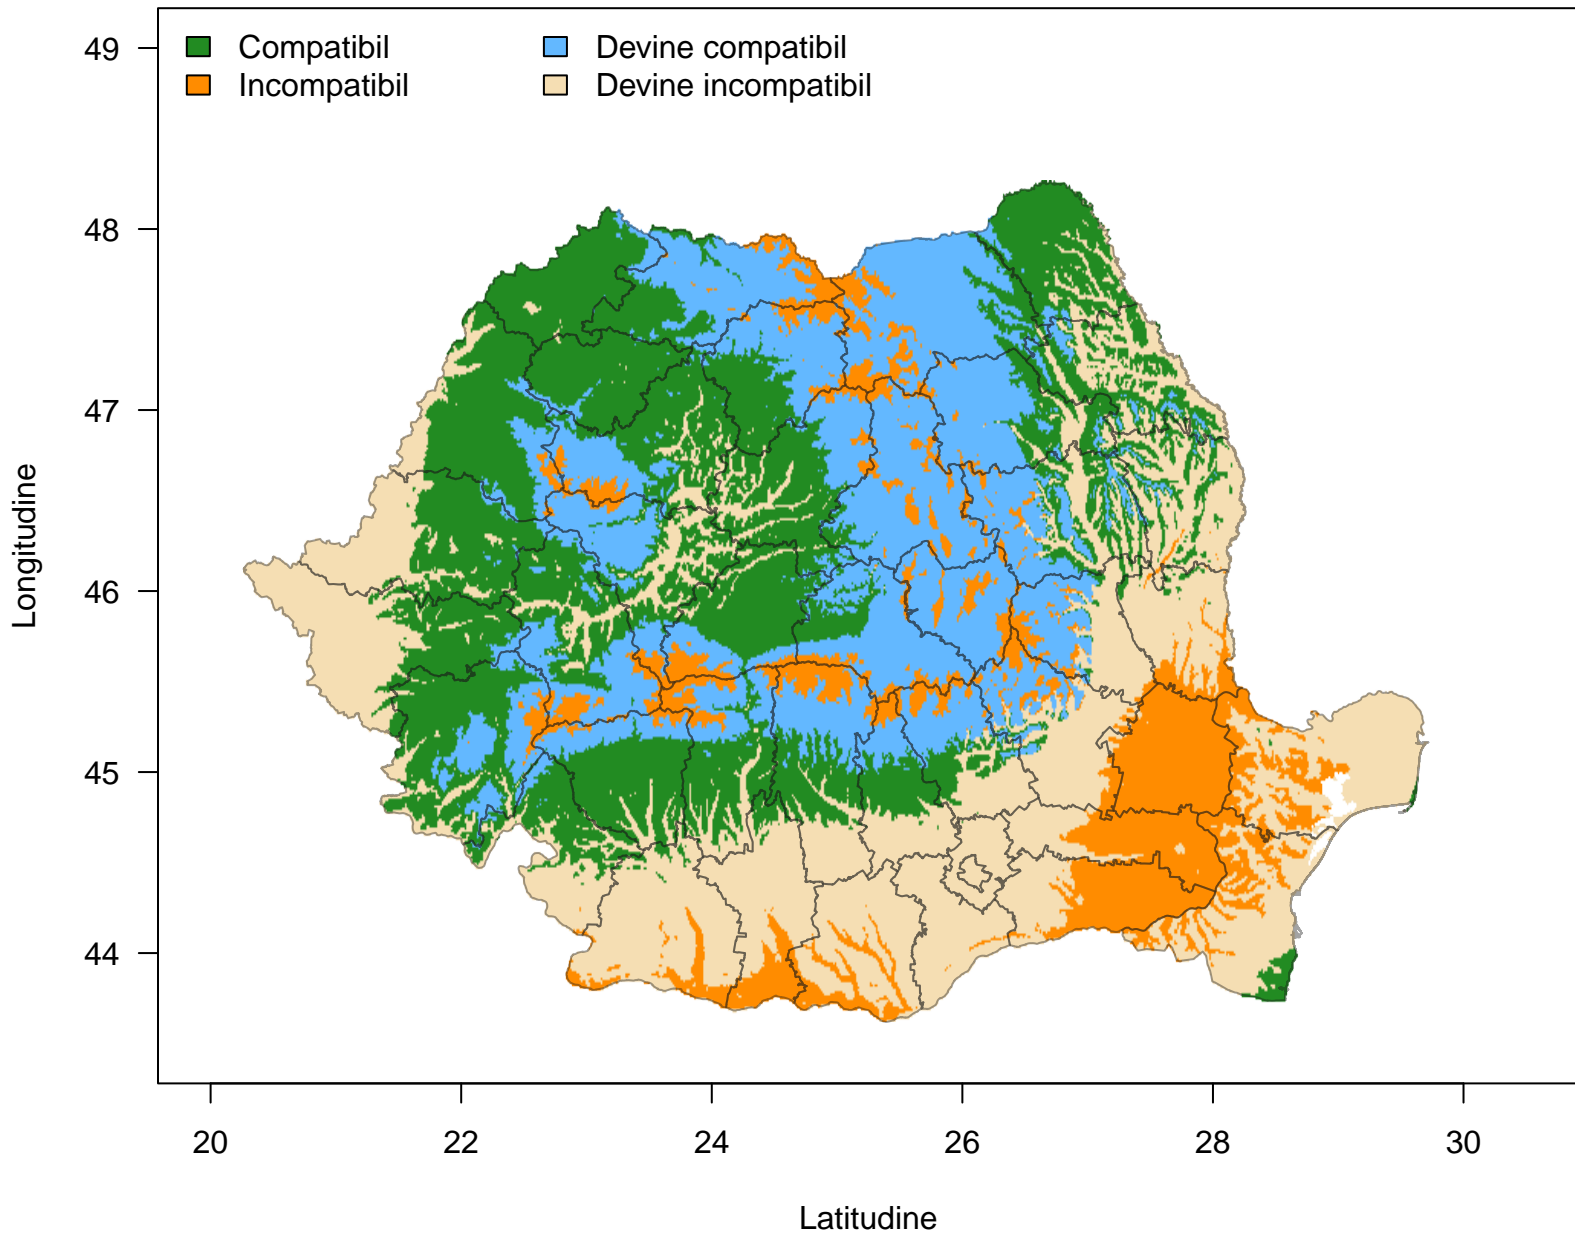 Compatibil
Devine compatibil
Incompatibil
Devine incompatibil
49
48
47
46
45
44
Longitudine
20 22 24 26 28 30
Latitudine